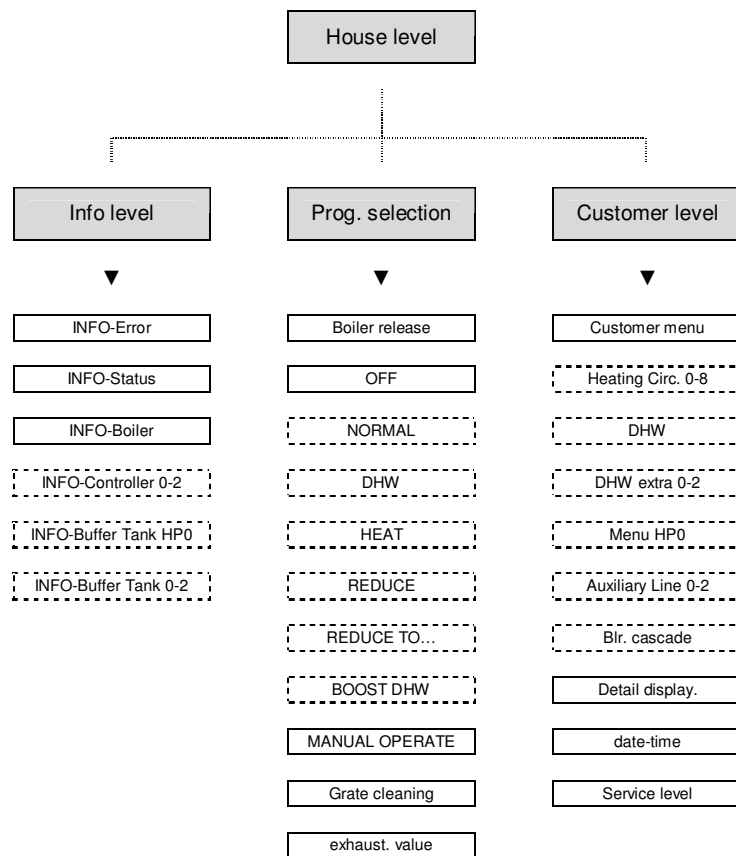 House level
Info level
Prog. selection
Customer level
INFO-Error
INFO-Status
INFO-Boiler
INFO-Controller 0-2
INFO-Buffer Tank HP0
INFO-Buffer Tank 0-2
Boiler release
OFF
NORMAL
DHW
HEAT
REDUCE
REDUCE TO…
BOOST DHW
MANUAL OPERATE
Grate cleaning
exhaust. value
Customer menu
Heating Circ. 0-8
DHW
DHW extra 0-2
Menu HP0
Auxiliary Line 0-2
Blr. cascade
Detail display.
date-time
Service level